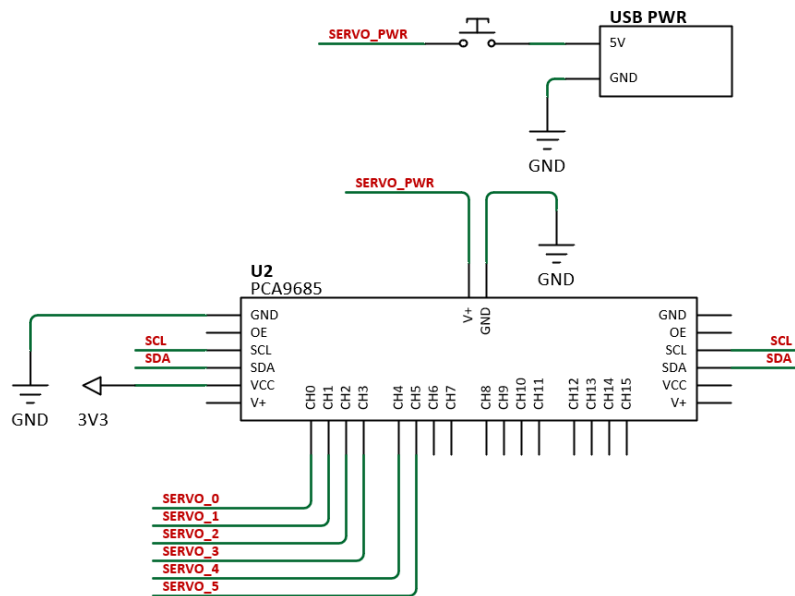 USB PWR
SERVO_PWR
5V
GND
GND
SERVO_PWR
GND
U2
PCA9685
V+
GND
GND
OE
SCL
SDA
VCC
V+
GND
OE
SCL
SDA
VCC
V+
SCL
SDA
SCL
SDA
GND
3V3
CH0
CH1
CH2
CH3
CH4
CH5
CH6
CH7
CH8
CH9
CH10
CH11
CH12
CH13
CH14
CH15
SERVO_0
SERVO_1
SERVO_2
SERVO_3
SERVO_4
SERVO_5